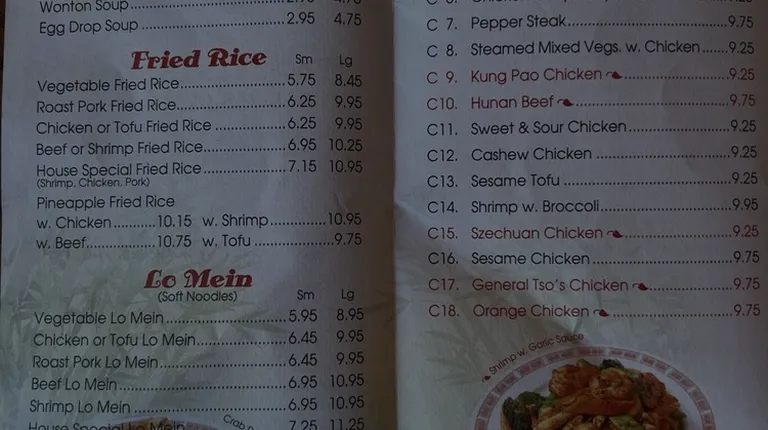 Wonton Soup
Egg Drop Soup 2.95 4.75
Fried Rice Sm Lg
Vegetable Fried Rice.....5.75 8.45
Roast Pork Fried Rice.....6.25 9.95
Chicken or Tofu Fried Rice.....6.25 9.95
Beef or Shrimp Fried Rice.....6.95 10.25
House Special Fried Rice.....7.15 10.95
(Shrimp, Chicken, Pork)
Pineapple Fried Rice
w. Chicken.....10.15 w. Shrimp.....10.95
w. Beef.....10.75 w. Tofu.....9.75
Lo Mein
(Soft Noodles) Sm Lg
Vegetable Lo Mein.....5.95 8.95
Chicken or Tofu Lo Mein.....6.45 9.95
Roast Pork Lo Mein.....6.45 9.95
Beef Lo Mein.....6.95 10.95
Shrimp Lo Mein.....6.95 10.95
House Special Lo Mein 7.25 11.25
Crab
C 7. Pepper Steak.....9.75
C 8. Steamed Mixed Vegs. w. Chicken.....9.25
C 9. Kung Pao Chicken.....9.25
C10. Hunan Beef.....9.75
C11. Sweet & Sour Chicken.....9.25
C12. Cashew Chicken.....9.25
C13. Sesame Tofu.....9.25
C14. Shrimp w. Broccoli.....9.95
C15. Szechuan Chicken.....9.25
C16. Sesame Chicken.....9.75
C17. General Tso's Chicken.....9.75
C18. Orange Chicken.....9.75
Shrimp w. Garlic Sauce